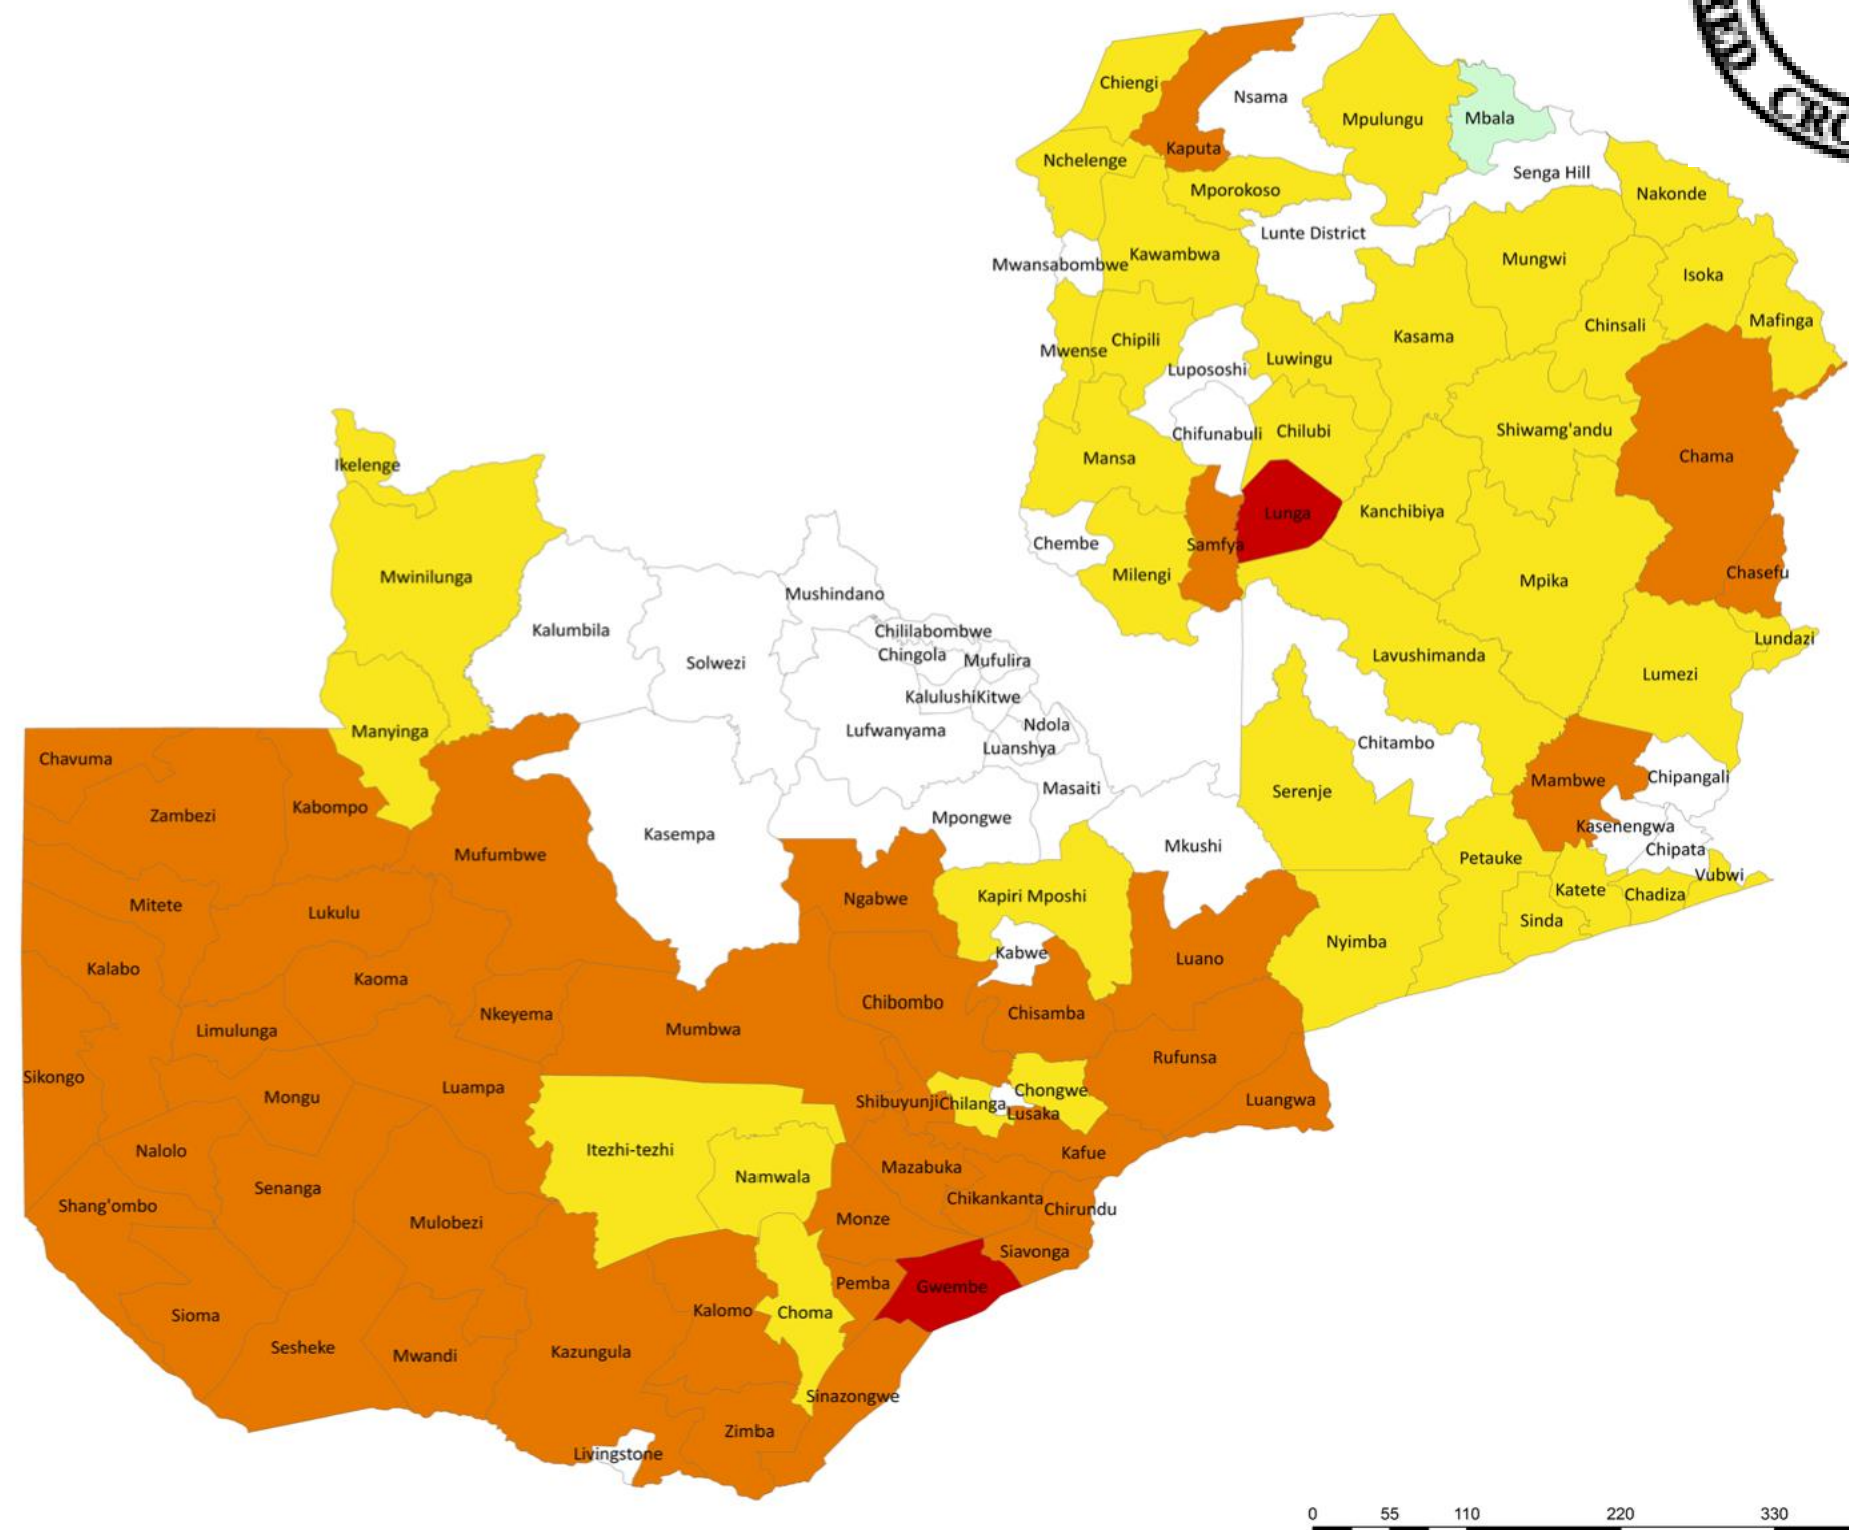 RED CRO
Chiengi
Nsama
Mpulungu
Mbala
Kaputa
Nchelenge
Senga Hill
Mporokoso
Nakonde
Lunte District
Mwansabombwe
Kawambwa
Mungwi
Isoka
Chinsali
Mafinga
Kasama
Chipili
Mwense
Luwingu
Lupososhi
Chifunabuli
Chilubi
Shiwamg'andu
Mansa
Chama
Ikelenge
Lunga
Kanchibiya
Chembe
Samfya
Milengi
Chasefu
Mwinilunga
Mpika
Mushindano
Kalumbila
Chililabombwe
Lundazi
Solwezi
Chingola
Mufulira
Lavushimanda
Lumezi
Kalulushi
Kitwe
Manyinga
Lufwanyama
Ndola
Luanshya
Chitambo
Chavuma
Mambwe
Chipangali
Masaiti
Serenje
Zambezi
Kabompo
Mpongwe
Kasenengwa
Kasempa
Mkushi
Chipata
Mufumbwe
Petauke
Vubwi
Katete
Chadiza
Ngabwe
Kapiri Mposhi
Mitete
Lukulu
Sinda
Nyimba
Kabwe
Luano
Kalabo
Kaoma
Chibombo
Chisamba
Nkeyema
Limulunga
Mumbwa
Rufunsa
Sikongo
Luampa
Chongwe
Mongu
Shibuyunji
Chilanga
Luangwa
Lusaka
Nalolo
Itezhi-tezhi
Kafue
Mazabuka
Namwala
Senanga
Chikankanta
Shang'ombo
Chirundu
Mulobezi
Monze
Siavonga
Pemba
Gwembe
Sioma
Kalomo
Choma
Sesheke
Mwandi
Kazungula
Sinazongwe
Zimba
Livingstone
0 55 110 220 330